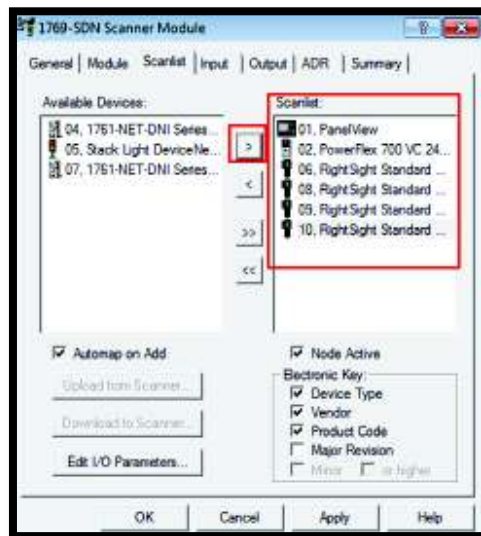 1769-SDN Scanner Module
General Module Scanlist Input Output ADR Summary
Available Devices:
04, 1761-NET-DNI Series...
05, Stack Light DeviceNe...
07, 1761-NET-DNI Series...
>
<
>>
<<
Scanlist:
01, PanelView
02, PowerFlex 700 VC 24...
06, RightSight Standard ...
08, RightSight Standard ...
09, RightSight Standard ...
10, RightSight Standard ...
Automap on Add
Node Active
Upload from Scanner...
Download to Scanner...
Edit I/O Parameters...
Electronic Key:
Device Type
Vendor
Product Code
Major Revision
Minor or higher
OK Cancel Apply Help